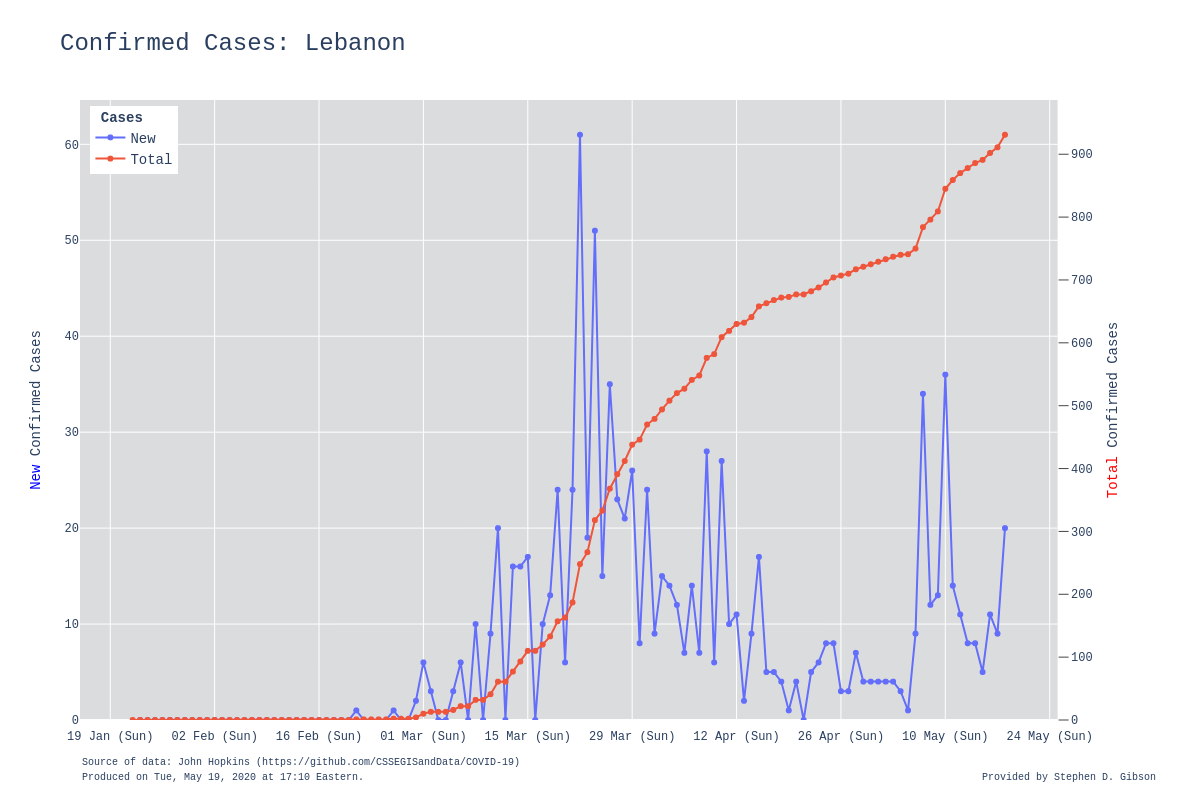 Confirmed Cases: Lebanon
Cases
New
Total
60
50
40
30
20
10
0
New Confirmed Cases
900
800
700
600
500
400
300
200
100
0
Total Confirmed Cases
19 Jan (Sun) 02 Feb (Sun) 16 Feb (Sun) 01 Mar (Sun) 15 Mar (Sun) 29 Mar (Sun) 12 Apr (Sun) 26 Apr (Sun) 10 May (Sun) 24 May (Sun)
Source of data: John Hopkins (https://github.com/CSSEGISandData/COVID-19)
Produced on Tue, May 19, 2020 at 17:10 Eastern.
Provided by Stephen D. Gibson